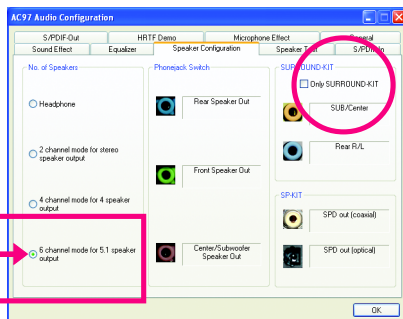 AC97 Audio Configuration
S/PDIF-Out
HRTF Demo
Microphone Effect
General
Sound Effect
Equalizer
Speaker Configuration
Speaker Test
No. of Speakers
Headphone
2 channel mode for stereo
speaker output
4 channel mode for 4 speaker
output
6 channel mode for 5.1 speaker
output
Phonejack Switch
Rear Speaker Out
Front Speaker Out
Center/Subwoofer
Speaker Out
SURROUND-KIT
Only SURROUND-KIT
SUB/Center
Rear R/L
SP-KIT
SPD out (coaxial)
SPD out (optical)
OK